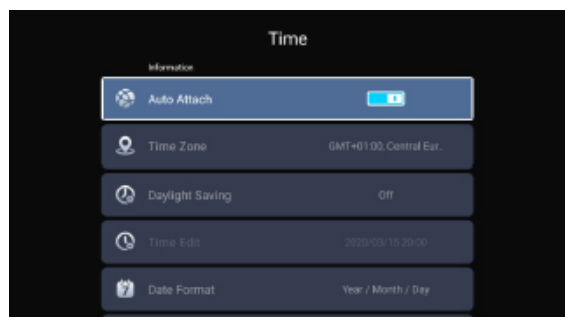 Time
Information
Auto Attach
Time Zone GMT+01:00, Central Eur..
Daylight Saving Off
Time Edit 2020/03/15 20:00
Date Format Year / Month / Day